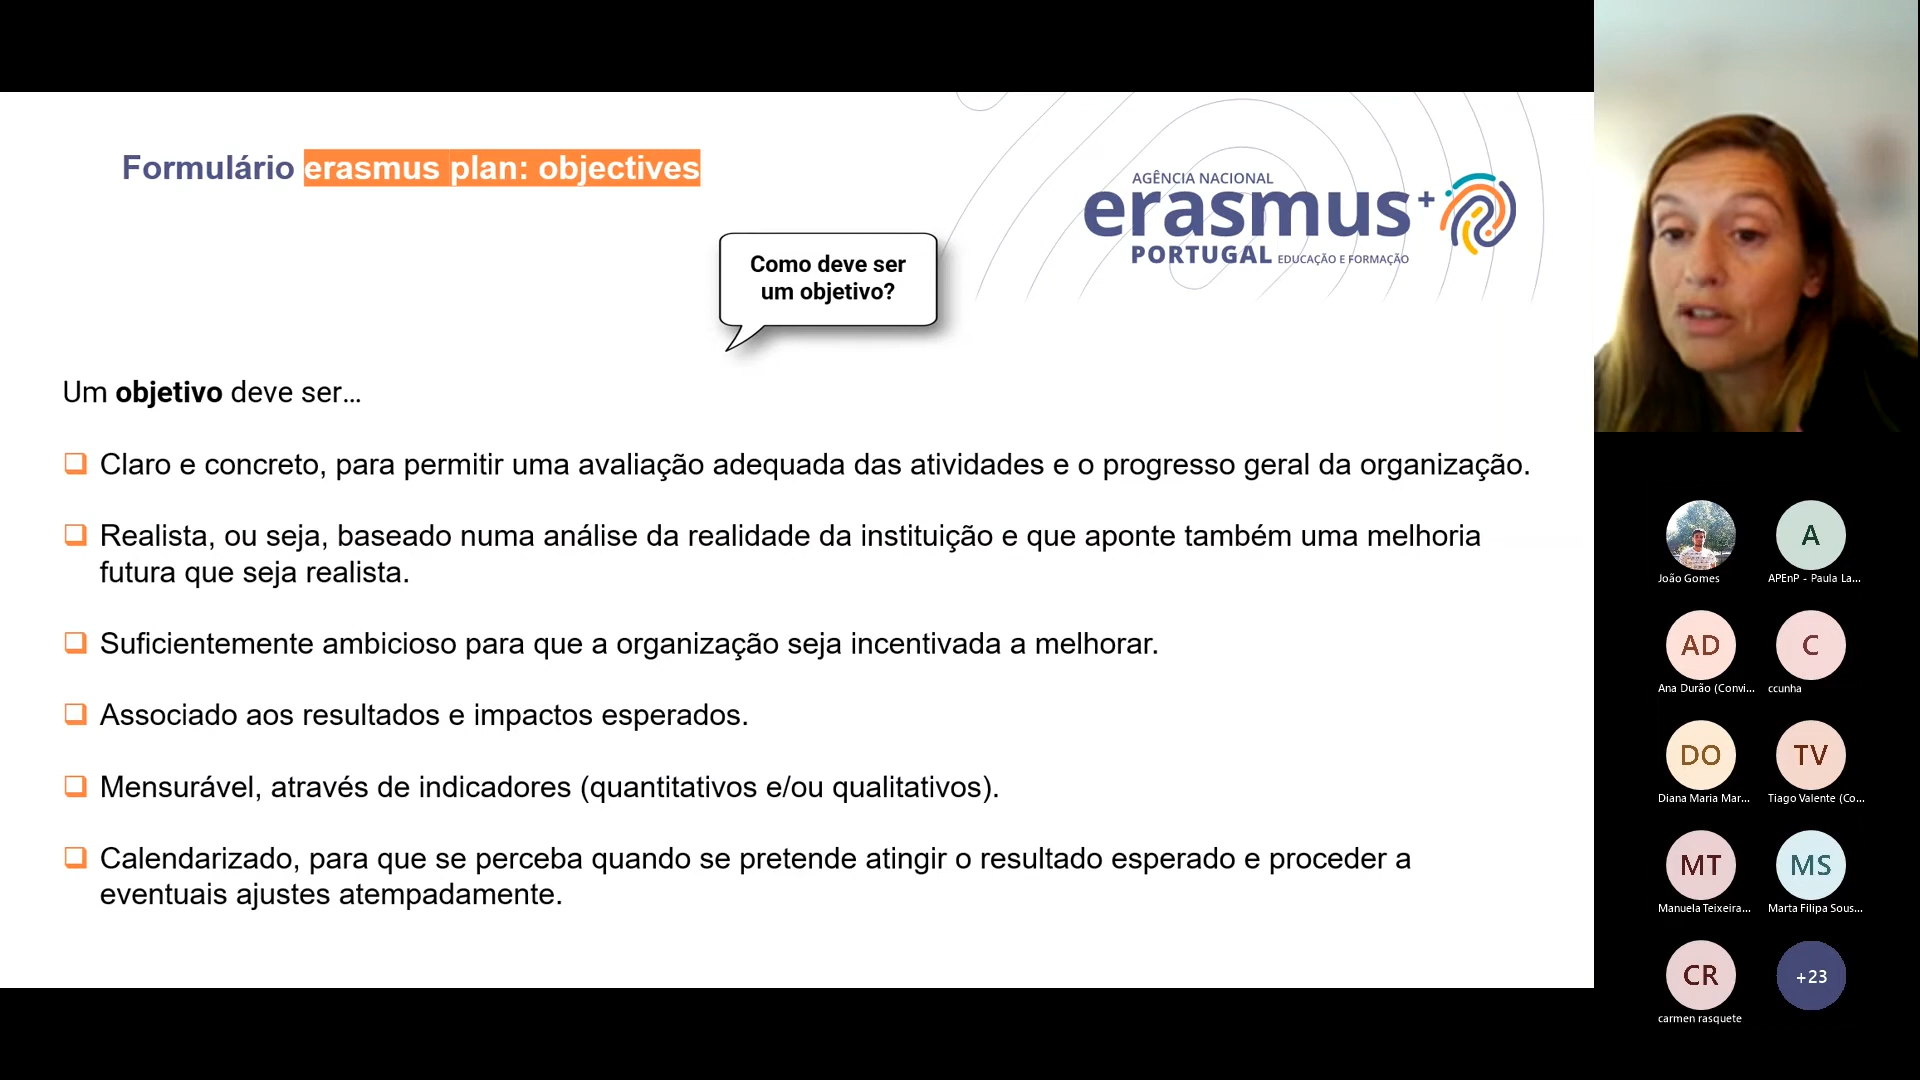 Formulário erasmus plan: objectives
AGÊNCIA NACIONAL
erasmus+
PORTUGAL EDUCAÇÃO E FORMAÇÃO
Como deve ser
um objetivo?
Um objetivo deve ser...
Claro e concreto, para permitir uma avaliação adequada das atividades e o progresso geral da organização.
Realista, ou seja, baseado numa análise da realidade da instituição e que aponte também uma melhoria
futura que seja realista.
Suficientemente ambicioso para que a organização seja incentivada a melhorar.
Associado aos resultados e impactos esperados.
Mensurável, através de indicadores (quantitativos e/ou qualitativos).
Calendarizado, para que se perceba quando se pretende atingir o resultado esperado e proceder a
eventuais ajustes atempadamente.
João Gomes
A
APEnP - Paula La...
AD
Ana Durão (Convi...
C
ccunha
DO
Diana Maria Mar...
TV
Tiago Valente (Co...
MT
Manuela Teixeira...
MS
Marta Filipa Sous...
CR
carmen rasquete
+23